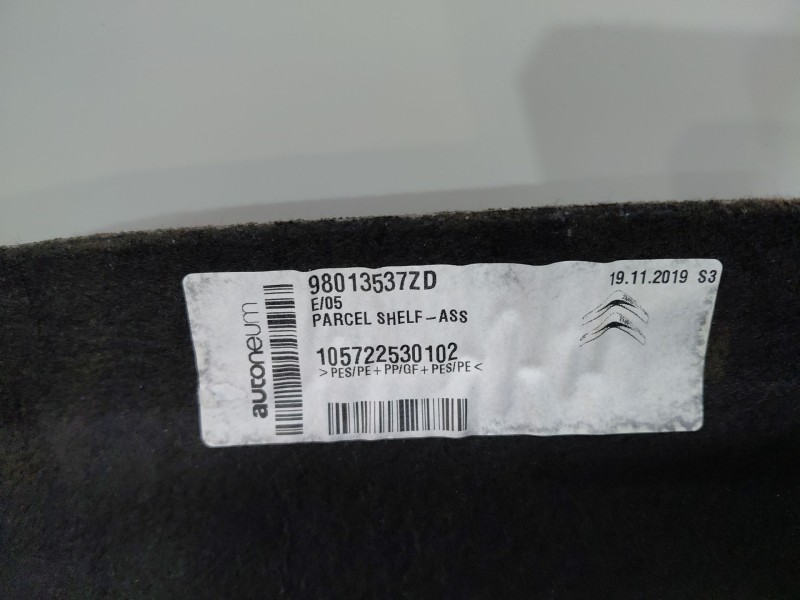 autoneum
98013537ZD
E/05
PARCEL SHELF-ASS
105722530102
>PES/PE+PP/GF+PES/PE<
19.11.2019 S3